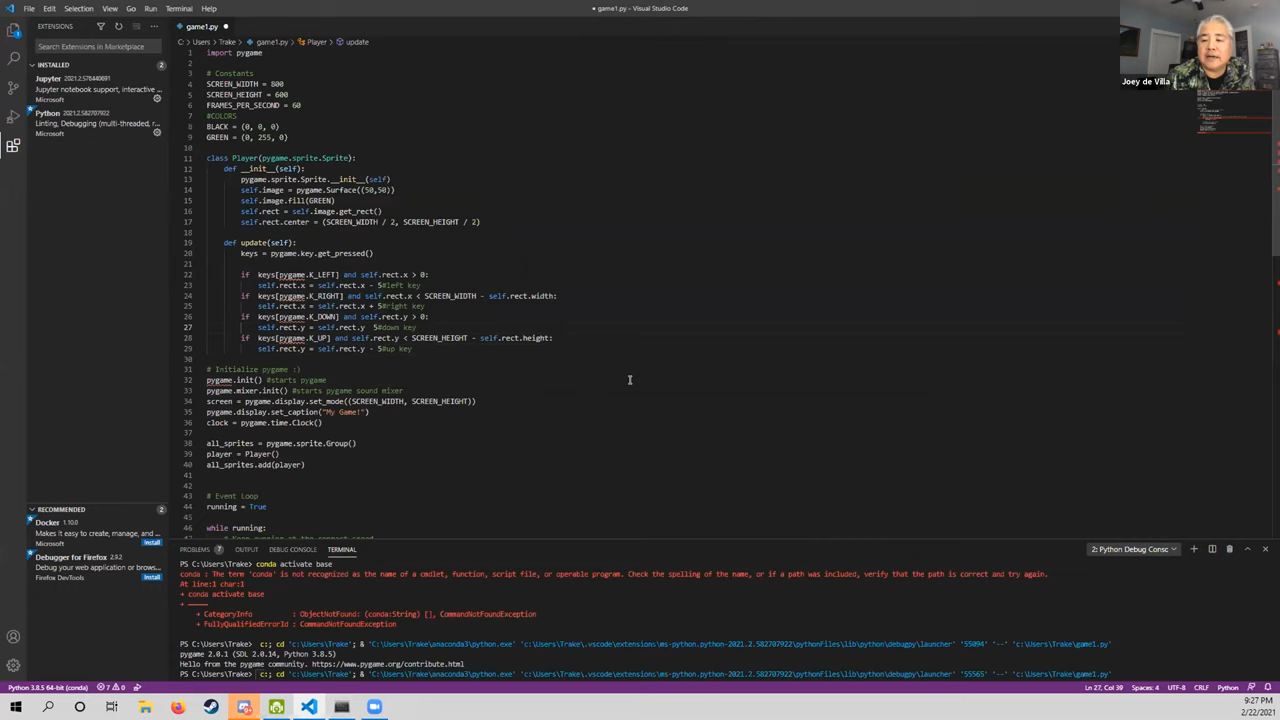 File Edit Selection View Go Run Terminal Help
● game1.py - Visual Studio Code
EXTENSIONS
game1.py
Search Extensions in Marketplace
C: > Users > Trake > game1.py > Player > update
INSTALLED 2
Jupyter 2021.2.576440691
Jupyter notebook support, interactive ...
Microsoft
Python 2021.2.582707922
Linting, Debugging (multi-threaded, r...
Microsoft
RECOMMENDED 2
Docker 1.10.0
Makes it easy to create, manage, and ...
Microsoft Install
Debugger for Firefox 2.9.2
Debug your web application or brows...
Firefox DevTools Install
1 import pygame
2
3 # Constants
4 SCREEN_WIDTH = 800
5 SCREEN_HEIGHT = 600
6 FRAMES_PER_SECOND = 60
7 #COLORS
8 BLACK = (0, 0, 0)
9 GREEN = (0, 255, 0)
10
11 class Player(pygame.sprite.Sprite):
12 def __init__(self):
13 pygame.sprite.Sprite.__init__(self)
14 self.image = pygame.Surface((50,50))
15 self.image.fill(GREEN)
16 self.rect = self.image.get_rect()
17 self.rect.center = (SCREEN_WIDTH / 2, SCREEN_HEIGHT / 2)
18
19 def update(self):
20 keys = pygame.key.get_pressed()
21
22 if keys[pygame.K_LEFT] and self.rect.x > 0:
23 self.rect.x = self.rect.x - 5#left key
24 if keys[pygame.K_RIGHT] and self.rect.x < SCREEN_WIDTH - self.rect.width:
25 self.rect.x = self.rect.x + 5#right key
26 if keys[pygame.K_DOWN] and self.rect.y > 0:
27 self.rect.y = self.rect.y 5#down key
28 if keys[pygame.K_UP] and self.rect.y < SCREEN_HEIGHT - self.rect.height:
29 self.rect.y = self.rect.y - 5#up key
30
31 # Initialize pygame :)
32 pygame.init() #starts pygame
33 pygame.mixer.init() #starts pygame sound mixer
34 screen = pygame.display.set_mode((SCREEN_WIDTH, SCREEN_HEIGHT))
35 pygame.display.set_caption("My Game!")
36 clock = pygame.time.Clock()
37
38 all_sprites = pygame.sprite.Group()
39 player = Player()
40 all_sprites.add(player)
41
42
43 # Event Loop
44 running = True
45
46 while running:
Joey de Villa
PROBLEMS 7 OUTPUT DEBUG CONSOLE TERMINAL
2: Python Debug Consc
PS C:\Users\Trake> conda activate base
conda : The term 'conda' is not recognized as the name of a cmdlet, function, script file, or operable program. Check the spelling of the name, or if a path was included, verify that the path is correct and try again.
At line:1 char:1
+ conda activate base
+ ~~~~~
+ CategoryInfo : ObjectNotFound: (conda:String) [], CommandNotFoundException
+ FullyQualifiedErrorId : CommandNotFoundException
PS C:\Users\Trake> c:; cd 'c:\Users\Trake'; & 'C:\Users\Trake\anaconda3\python.exe' 'c:\Users\Trake\.vscode\extensions\ms-python.python-2021.2.582707922\pythonFiles\lib\python\debugpy\launcher' '55094' '--' 'c:\Users\Trake\game1.py'
pygame 2.0.1 (SDL 2.0.14, Python 3.8.5)
Hello from the pygame community. https://www.pygame.org/contribute.html
PS C:\Users\Trake> c:; cd 'c:\Users\Trake'; & 'C:\Users\Trake\anaconda3\python.exe' 'c:\Users\Trake\.vscode\extensions\ms-python.python-2021.2.582707922\pythonFiles\lib\python\debugpy\launcher' '55565' '--' 'c:\Users\Trake\game1.py'
Python 3.8.5 64-bit (conda) 7 0
Ln 27, Col 39 Spaces: 4 UTF-8 CRLF Python
9:27 PM
2/22/2021